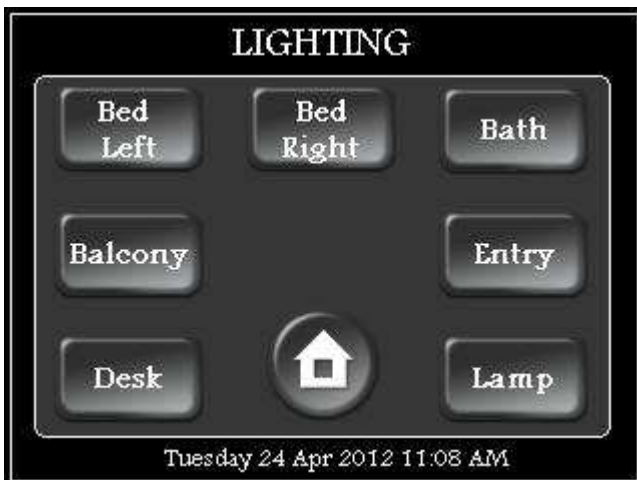 LIGHTING
Bed
Left
Bed
Right
Bath
Balcony
Entry
Desk
Lamp
Tuesday 24 Apr 2012 11:08 AM